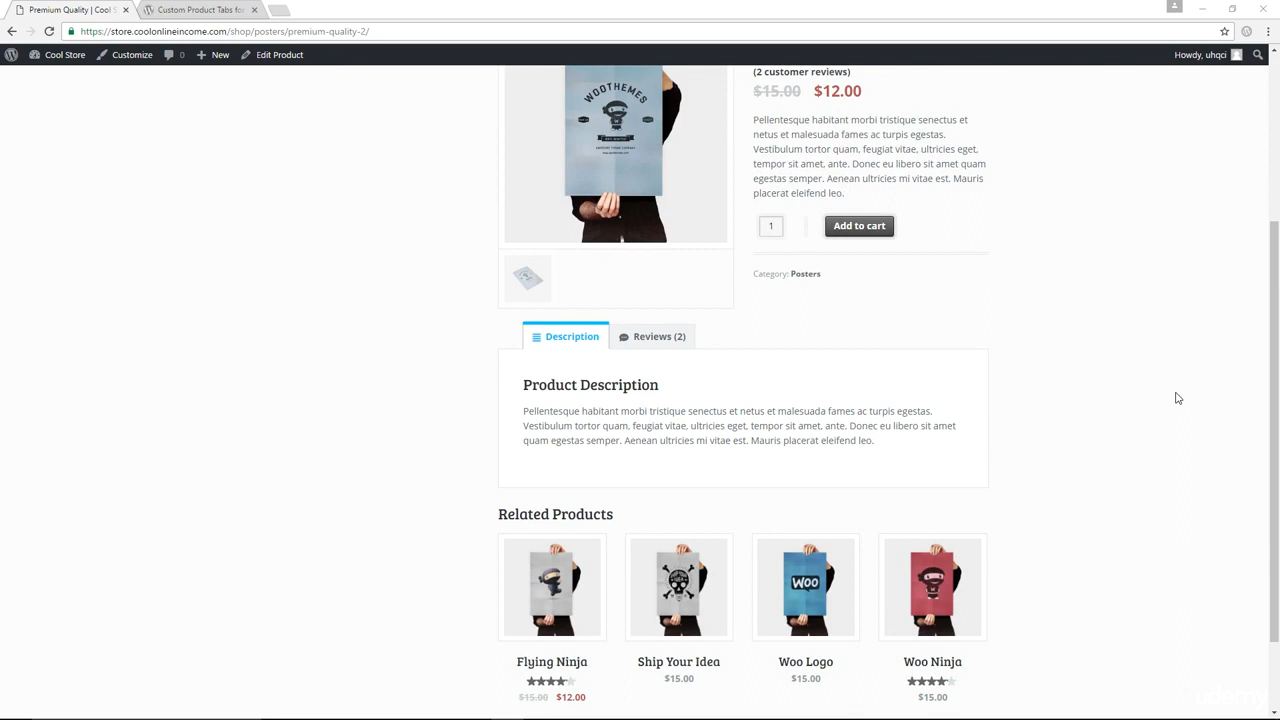 Premium Quality | Cool S
Custom Product Tabs for
https://store.coolonlineincome.com/shop/posters/premium-quality-2/
Cool Store Customize 0 New Edit Product Howdy, uhqci
(2 customer reviews)
$15.00 $12.00
Pellentesque habitant morbi tristique senectus et
netus et malesuada fames ac turpis egestas.
Vestibulum tortor quam, feugiat vitae, ultricies eget,
tempor sit amet, ante. Donec eu libero sit amet quam
egestas semper. Aenean ultricies mi vitae est. Mauris
placerat eleifend leo.
1 Add to cart
Category: Posters
WOOTHEMES
Description Reviews (2)
Product Description
Pellentesque habitant morbi tristique senectus et netus et malesuada fames ac turpis egestas.
Vestibulum tortor quam, feugiat vitae, ultricies eget, tempor sit amet, ante. Donec eu libero sit amet
quam egestas semper. Aenean ultricies mi vitae est. Mauris placerat eleifend leo.
Related Products
WOO
Flying Ninja Ship Your Idea Woo Logo Woo Ninja
$15.00 $12.00 $15.00 $15.00 $15.00
udemy